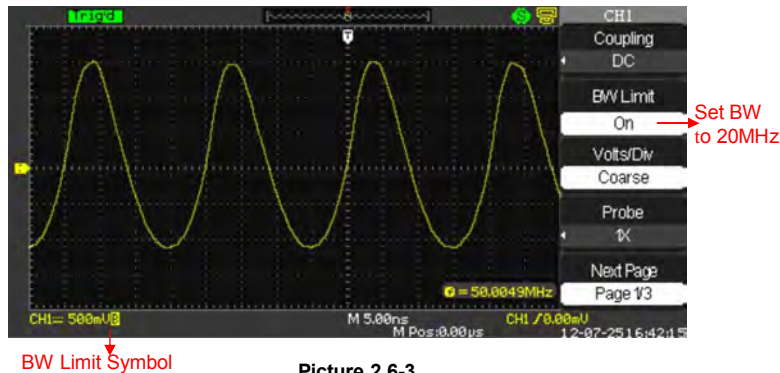 Trig'd
CH1
Coupling
DC
BW Limit
On
Set BW
to 20MHz
Volts/Div
Coarse
Probe
1X
Next Page
Page 1/3
= 50.0049MHz
CH1 500mV B
M 5.00ns
CH1 / 0.00mV
M Pos:0.00µs
12-07-25 16:42:15
BW Limit Symbol
Picture 2.6-3